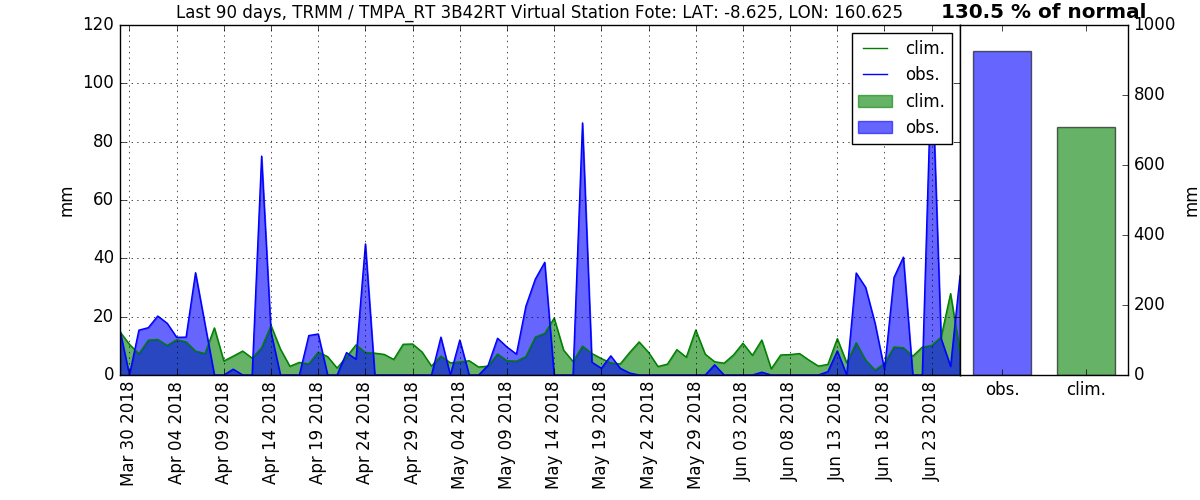 Last 90 days, TRMM / TMPA_RT 3B42RT Virtual Station Fote: LAT: -8.625, LON: 160.625
130.5 % of normal
120
100
80
60
40
20
0
mm
clim.
obs.
clim.
obs.
1000
800
600
400
200
0
mm
obs.
clim.
Mar 30 2018
Apr 04 2018
Apr 09 2018
Apr 14 2018
Apr 19 2018
Apr 24 2018
Apr 29 2018
May 04 2018
May 09 2018
May 14 2018
May 19 2018
May 24 2018
May 29 2018
Jun 03 2018
Jun 08 2018
Jun 13 2018
Jun 18 2018
Jun 23 2018